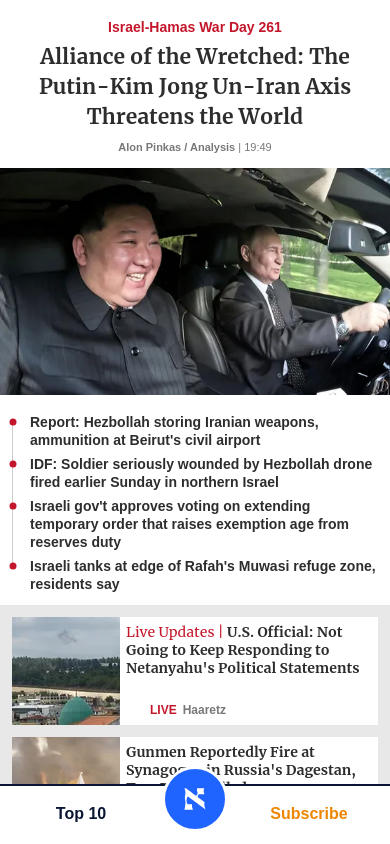 Israel-Hamas War Day 261
Alliance of the Wretched: The
Putin-Kim Jong Un-Iran Axis
Threatens the World
Alon Pinkas / Analysis | 19:49
Report: Hezbollah storing Iranian weapons,
ammunition at Beirut's civil airport
IDF: Soldier seriously wounded by Hezbollah drone
fired earlier Sunday in northern Israel
Israeli gov't approves voting on extending
temporary order that raises exemption age from
reserves duty
Israeli tanks at edge of Rafah's Muwasi refuge zone,
residents say
Live Updates | U.S. Official: Not
Going to Keep Responding to
Netanyahu's Political Statements
LIVE Haaretz
Gunmen Reportedly Fire at
in Russia's Dagestan,
Top 10
א
Subscribe